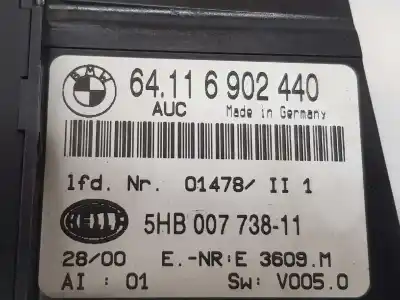 BMW
64.11 6 902 440
AUC Made in Germany
lfd. Nr. 01478/ II 1
HELLA 5HB 007 738-11
28/00 E.-NR:E 3609.M
AI : 01 Sw: V005.0